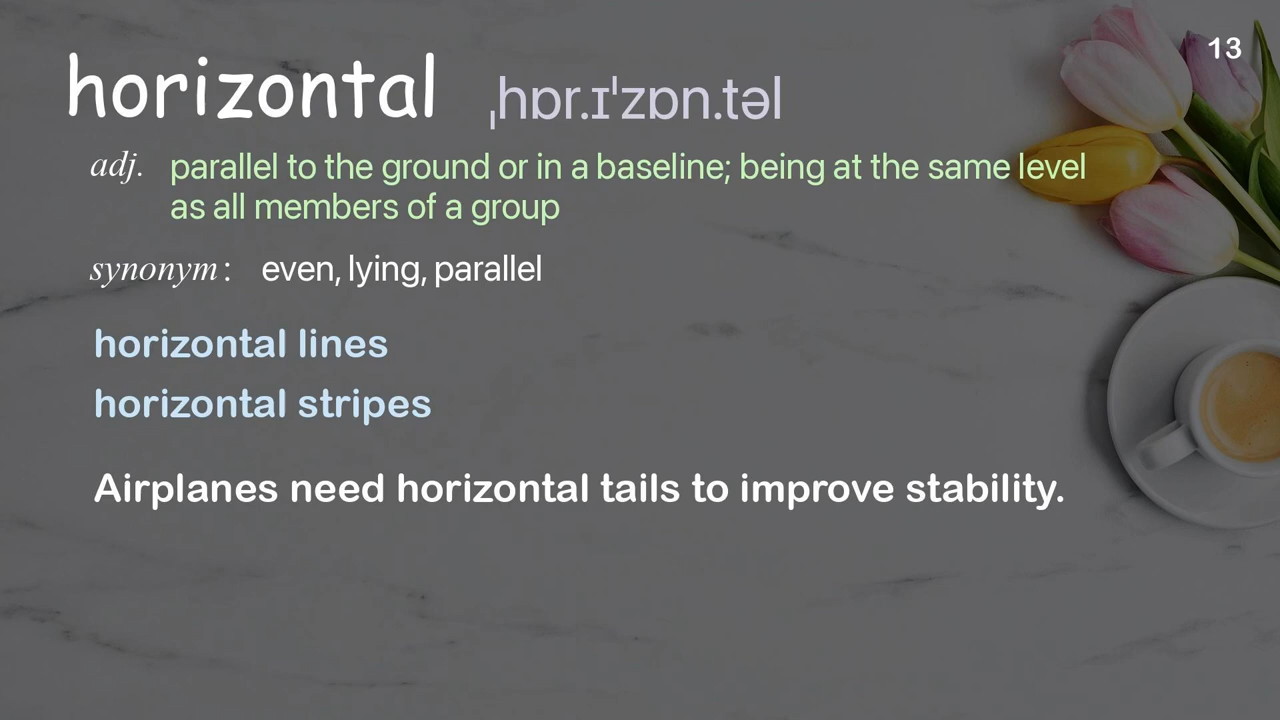 13
horizontal ˌhɒr.ɪˈzɒn.təl
adj. parallel to the ground or in a baseline; being at the same level
as all members of a group
synonym: even, lying, parallel
horizontal lines
horizontal stripes
Airplanes need horizontal tails to improve stability.